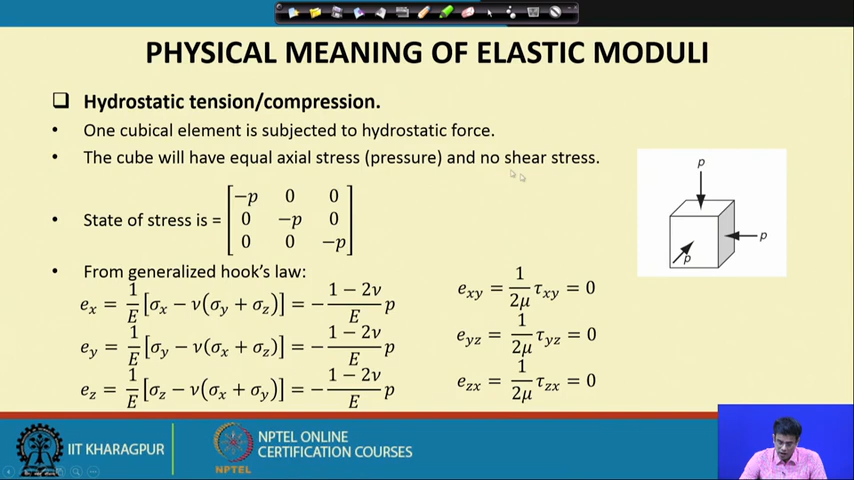 PHYSICAL MEANING OF ELASTIC MODULI
❑ Hydrostatic tension/compression.
• One cubical element is subjected to hydrostatic force.
• The cube will have equal axial stress (pressure) and no shear stress.
p
p
p
• State of stress is = [−p 0 0
0 −p 0
0 0 −p]
• From generalized hook's law:
e_x = 1/E [σ_x − ν(σ_y + σ_z)] = − (1 − 2ν)/E p
e_y = 1/E [σ_y − ν(σ_x + σ_z)] = − (1 − 2ν)/E p
e_z = 1/E [σ_z − ν(σ_x + σ_y)] = − (1 − 2ν)/E p
e_xy = 1/2μ τ_xy = 0
e_yz = 1/2μ τ_yz = 0
e_zx = 1/2μ τ_zx = 0
IIT KHARAGPUR
NPTEL
NPTEL ONLINE
CERTIFICATION COURSES